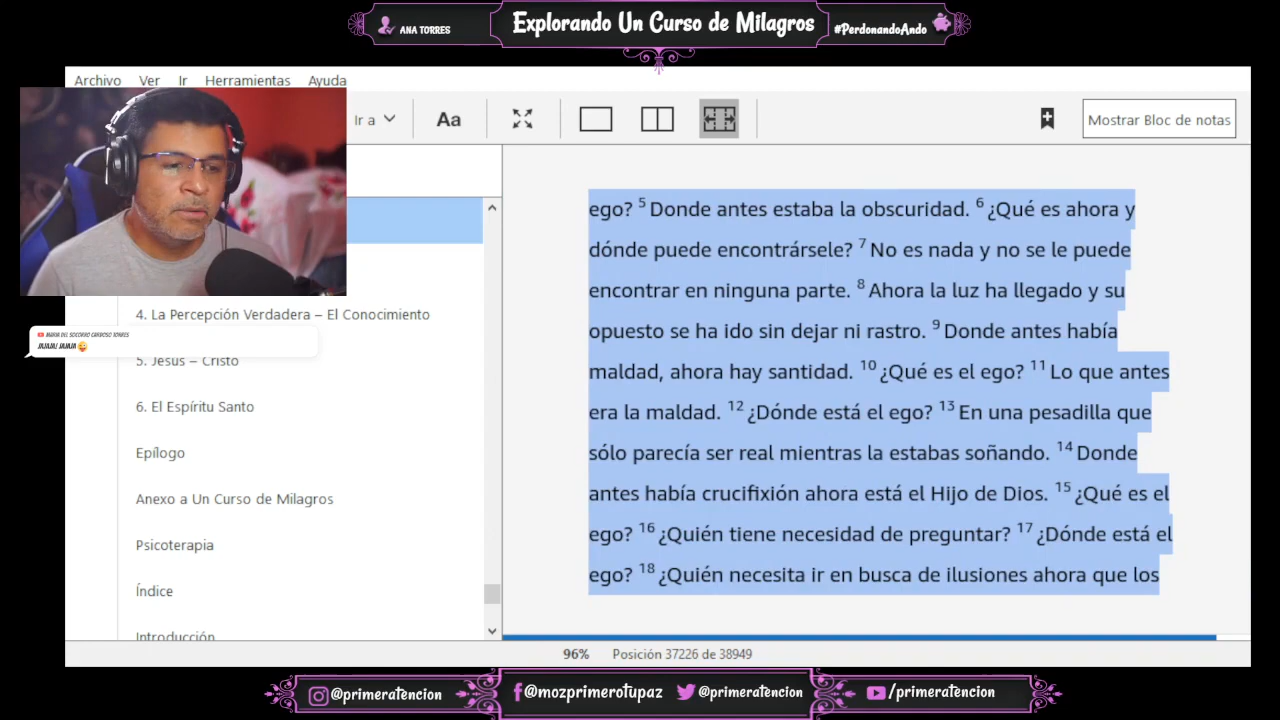 ANA TORRES
Explorando Un Curso de Milagros
#PerdonandoAndo
Archivo Ver Ir Herramientas Ayuda
Ir a
Aa
Mostrar Bloc de notas
4. La Percepción Verdadera – El Conocimiento
MARIA DEL SOCORRO CARDOSO TORRES
JAJAJA! JAJAJA 😜
5. Jesús – Cristo
6. El Espíritu Santo
Epílogo
Anexo a Un Curso de Milagros
Psicoterapia
Índice
Introducción
ego? 5 Donde antes estaba la obscuridad. 6 ¿Qué es ahora y
dónde puede encontrársele? 7 No es nada y no se le puede
encontrar en ninguna parte. 8 Ahora la luz ha llegado y su
opuesto se ha ido sin dejar ni rastro. 9 Donde antes había
maldad, ahora hay santidad. 10 ¿Qué es el ego? 11 Lo que antes
era la maldad. 12 ¿Dónde está el ego? 13 En una pesadilla que
sólo parecía ser real mientras la estabas soñando. 14 Donde
antes había crucifixión ahora está el Hijo de Dios. 15 ¿Qué es el
ego? 16 ¿Quién tiene necesidad de preguntar? 17 ¿Dónde está el
ego? 18 ¿Quién necesita ir en busca de ilusiones ahora que los
96% Posición 37226 de 38949
@primeratencion
@mozprimerotupaz
@primeratencion
/primeratencion